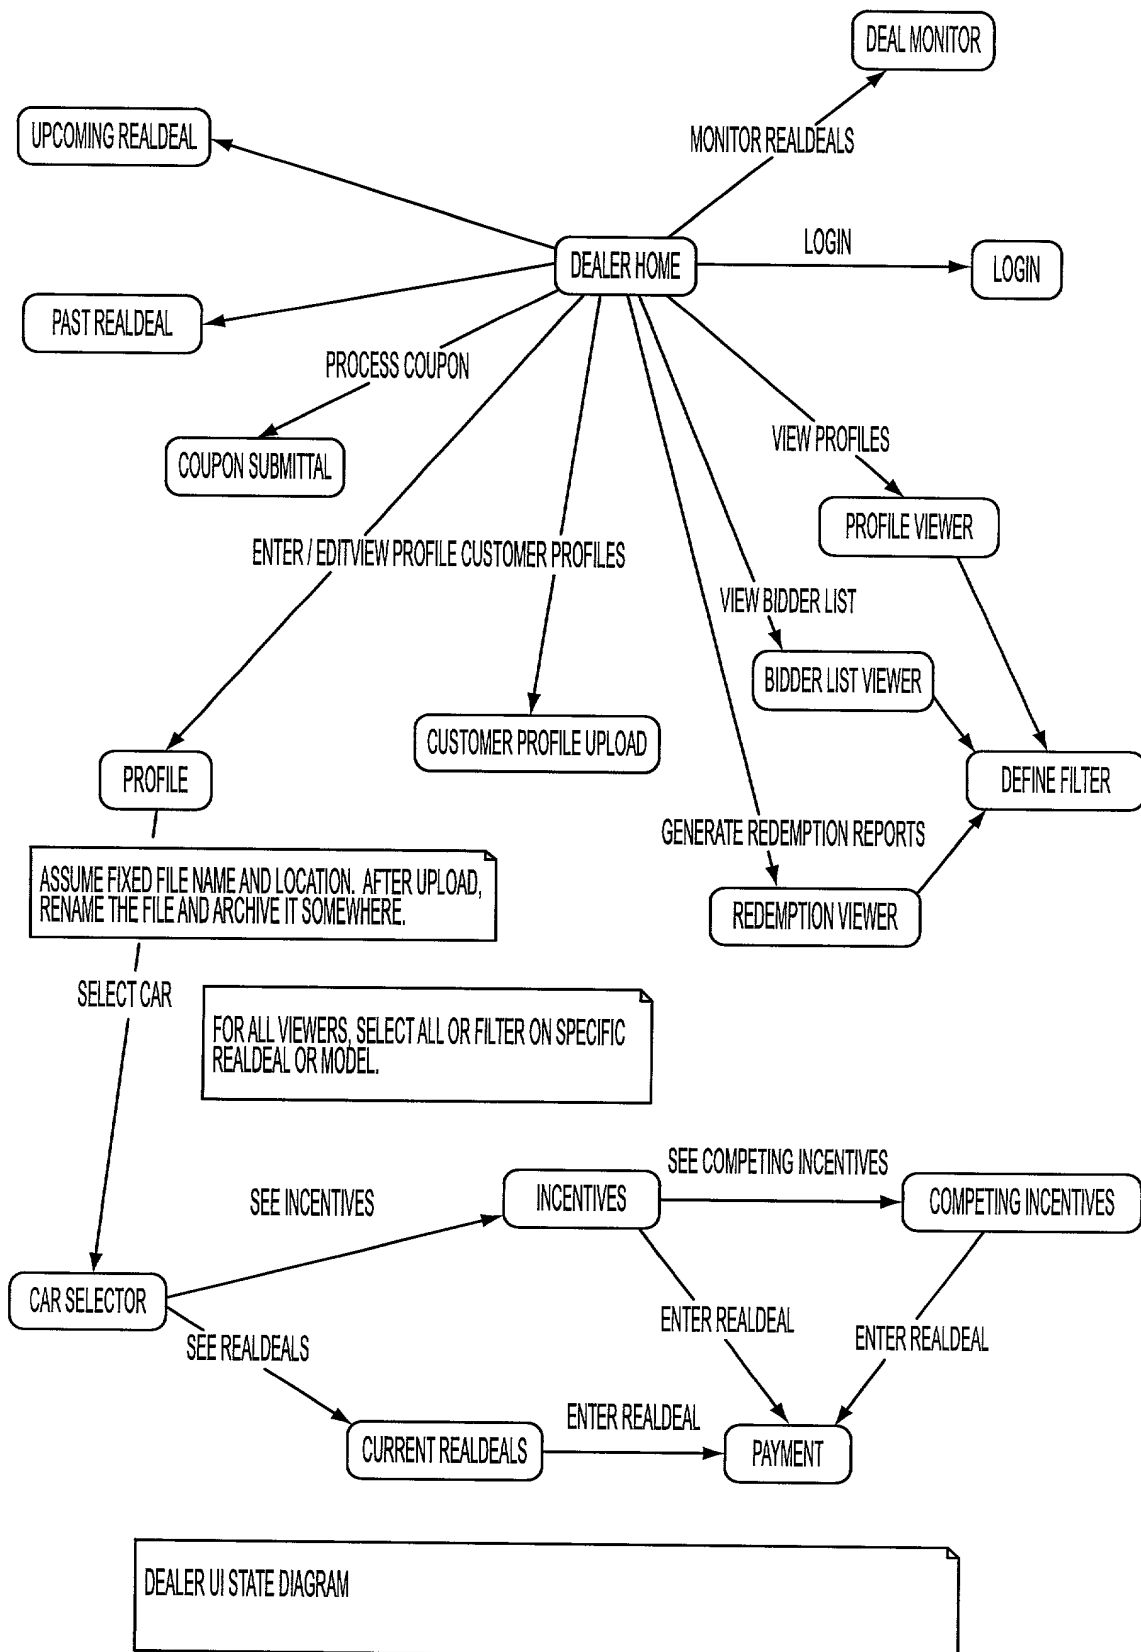 DEAL MONITOR
UPCOMING REALDEAL
MONITOR REALDEALS
LOGIN
DEALER HOME
LOGIN
PAST REALDEAL
PROCESS COUPON
VIEW PROFILES
COUPON SUBMITTAL
PROFILE VIEWER
ENTER / EDITVIEW PROFILE CUSTOMER PROFILES
VIEW BIDDER LIST
BIDDER LIST VIEWER
CUSTOMER PROFILE UPLOAD
PROFILE
DEFINE FILTER
GENERATE REDEMPTION REPORTS
ASSUME FIXED FILE NAME AND LOCATION. AFTER UPLOAD,
RENAME THE FILE AND ARCHIVE IT SOMEWHERE.
REDEMPTION VIEWER
SELECT CAR
FOR ALL VIEWERS, SELECT ALL OR FILTER ON SPECIFIC
REALDEAL OR MODEL.
SEE COMPETING INCENTIVES
SEE INCENTIVES
INCENTIVES
COMPETING INCENTIVES
CAR SELECTOR
ENTER REALDEAL
ENTER REALDEAL
SEE REALDEALS
ENTER REALDEAL
CURRENT REALDEALS
PAYMENT
DEALER UI STATE DIAGRAM